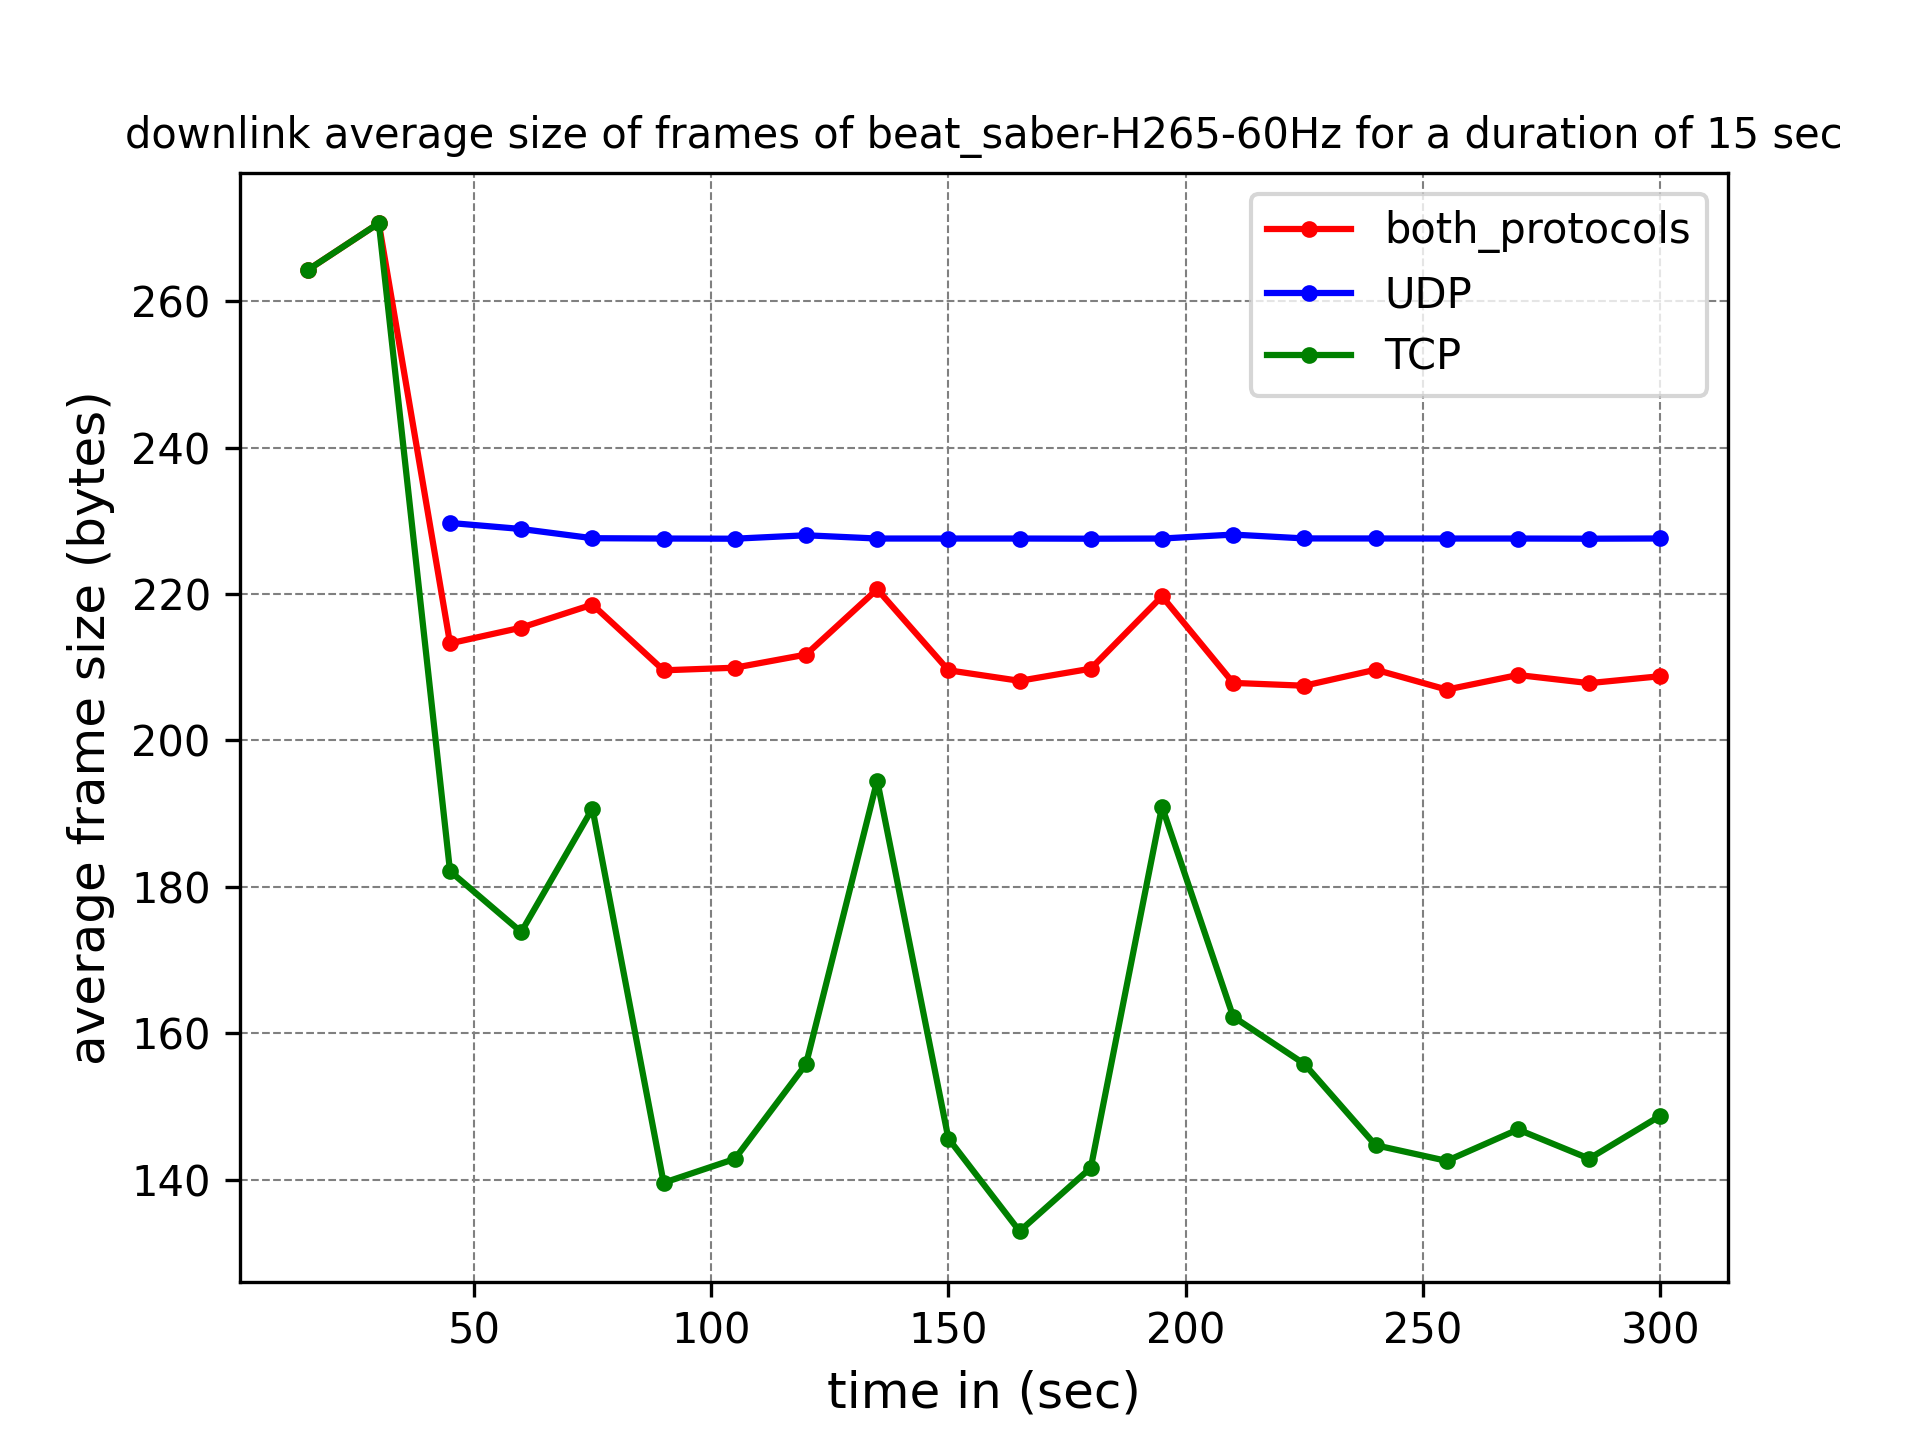 downlink average size of frames of beat_saber-H265-60Hz for a duration of 15 sec
both_protocols
UDP
TCP
average frame size (bytes)
260
240
220
200
180
160
140
50 100 150 200 250 300
time in (sec)